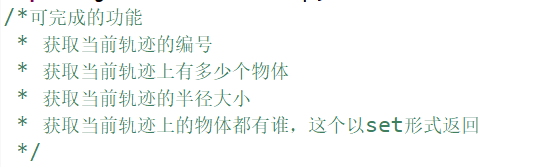 /*可完成的功能
 * 获取当前轨迹的编号
 * 获取当前轨迹上有多少个物体
 * 获取当前轨迹的半径大小
 * 获取当前轨迹上的物体都有谁，这个以set形式返回
 */